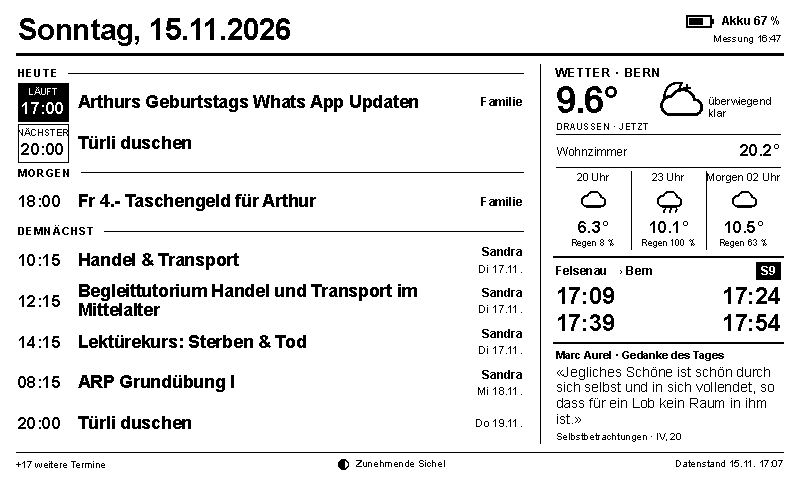 Sonntag, 15.11.2026
Akku 67 %
Messung 16:47
HEUTE
LÄUFT
17:00 Arthurs Geburtstags Whats App Updaten Familie
NÄCHSTER
20:00 Türli duschen
MORGEN
18:00 Fr 4.- Taschengeld für Arthur Familie
DEMNÄCHST
10:15 Handel & Transport Sandra
Di 17.11.
12:15 Begleittutorium Handel und Transport im
Mittelalter
Sandra
Di 17.11.
14:15 Lektürekurs: Sterben & Tod Sandra
Di 17.11.
08:15 ARP Grundübung I Sandra
Mi 18.11.
20:00 Türli duschen Do 19.11.
WETTER · BERN
9.6°
überwiegend
klar
DRAUSSEN · JETZT
Wohnzimmer 20.2°
20 Uhr 23 Uhr Morgen 02 Uhr
6.3° 10.1° 10.5°
Regen 8 % Regen 100 % Regen 63 %
Felsenau › Bern S9
17:09 17:24
17:39 17:54
Marc Aurel · Gedanke des Tages
«Jegliches Schöne ist schön durch
sich selbst und in sich vollendet, so
dass für ein Lob kein Raum in ihm
ist.»
Selbstbetrachtungen · IV, 20
+17 weitere Termine
Zunehmende Sichel
Datenstand 15.11. 17:07